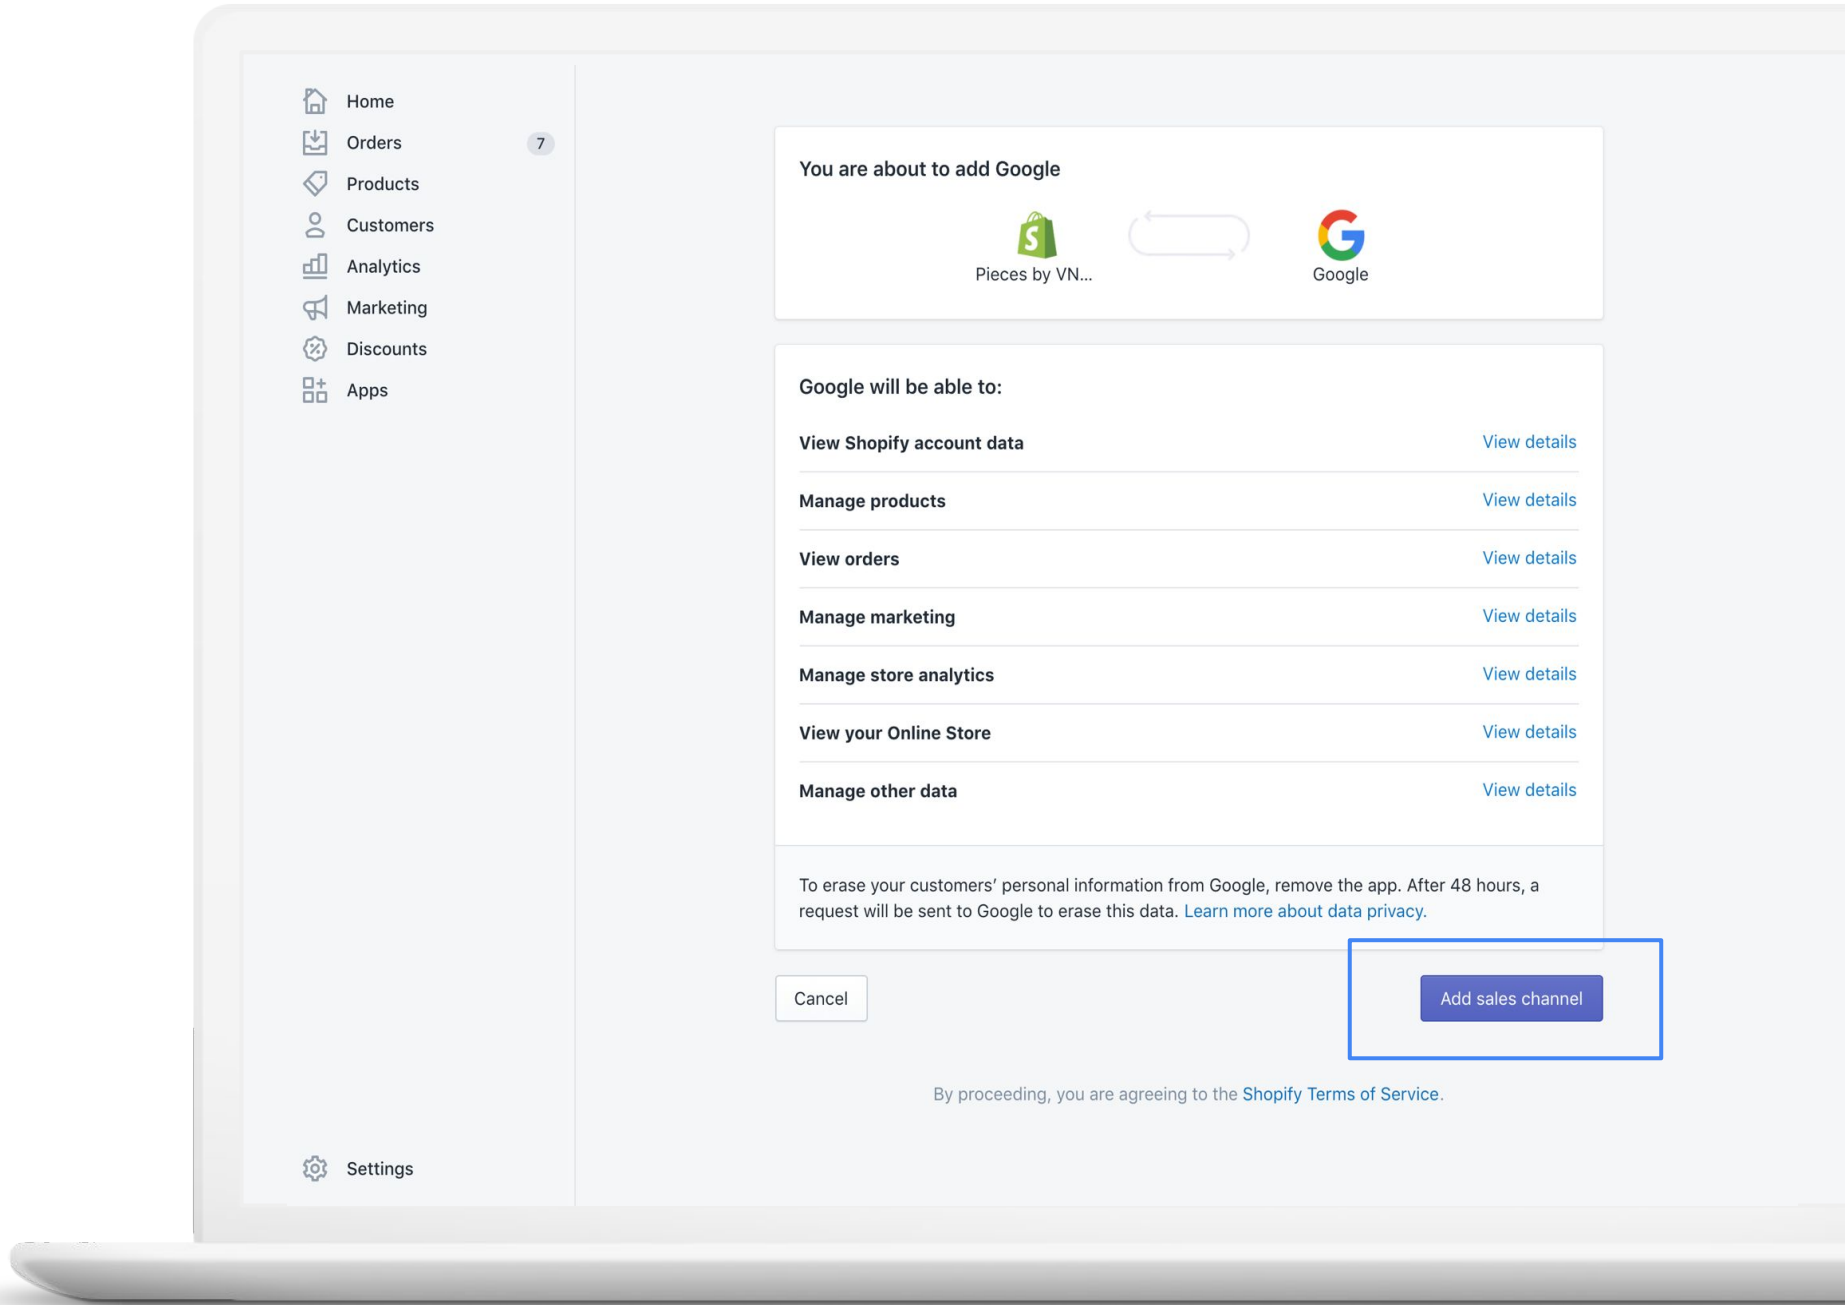 Home
Orders 7
Products
Customers
Analytics
Marketing
Discounts
Apps
Settings
You are about to add Google
Pieces by VN...
Google
Google will be able to:
View Shopify account data View details
Manage products View details
View orders View details
Manage marketing View details
Manage store analytics View details
View your Online Store View details
Manage other data View details
To erase your customers’ personal information from Google, remove the app. After 48 hours, a
request will be sent to Google to erase this data. Learn more about data privacy.
Cancel
Add sales channel
By proceeding, you are agreeing to the Shopify Terms of Service.